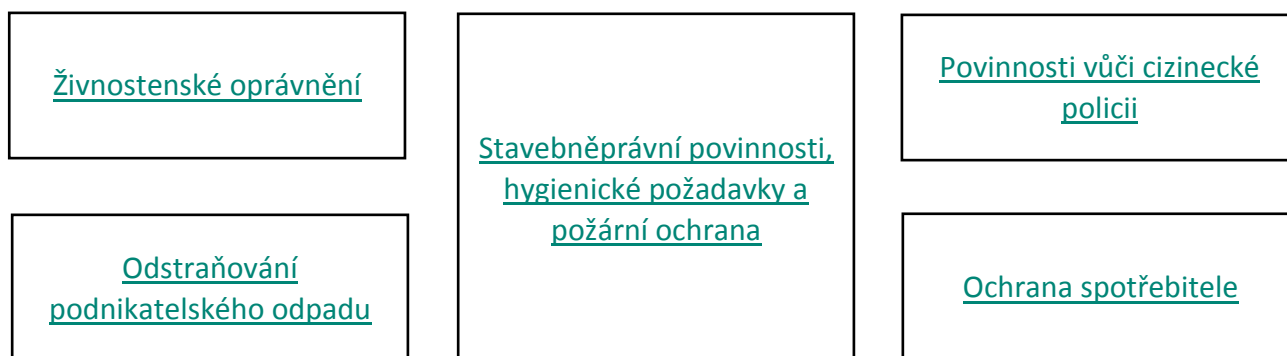 Živnostenské oprávnění
Odstraňování
podnikatelského odpadu
Stavebněprávní povinnosti,
hygienické požadavky a
požární ochrana
Povinnosti vůči cizinecké
policii
Ochrana spotřebitele